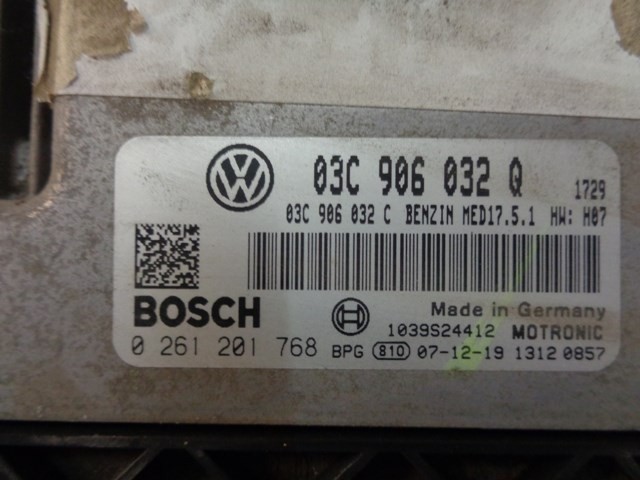 VW
03C 906 032 Q 1729
03C 906 032 C BENZIN MED17.5.1 HW: H07
BOSCH
Made in Germany
1039S24412 MOTRONIC
0 261 201 768 BPG 810 07-12-19 1312 0857